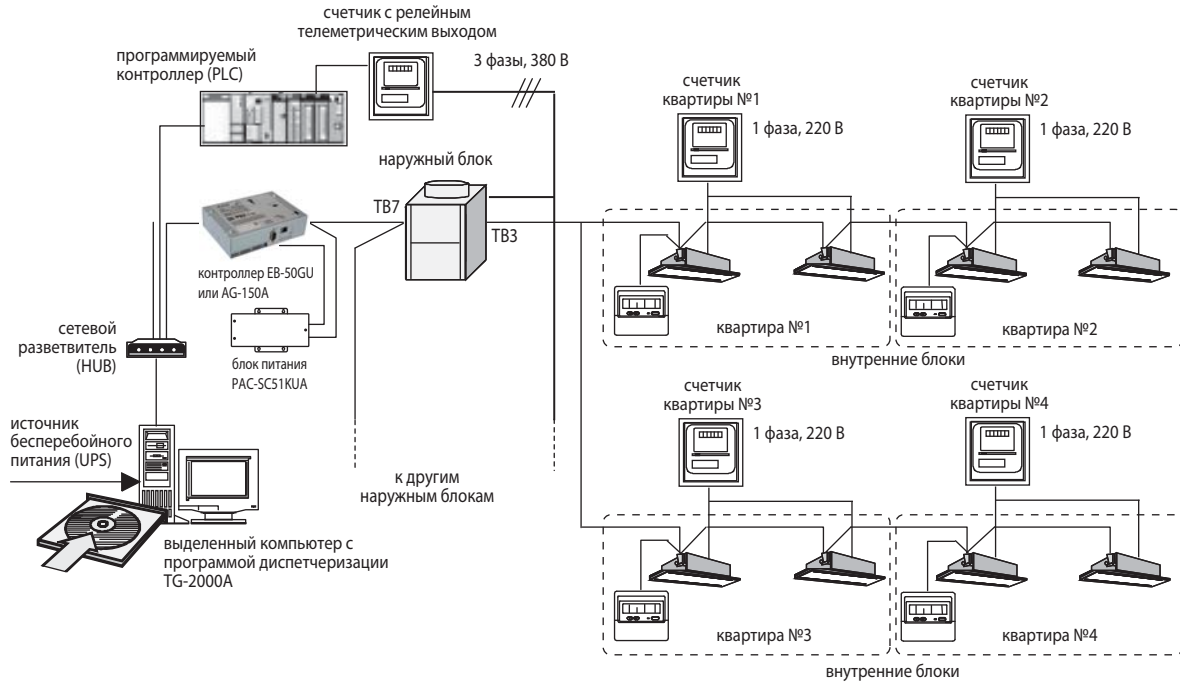 счетчик с релейным
телеметрическим выходом
программируемый
контроллер (PLC)
3 фазы, 380 В
счетчик
квартиры №1
1 фаза, 220 В
счетчик
квартиры №2
1 фаза, 220 В
наружный блок
TB7
TB3
контроллер EB-50GU
или AG-150A
сетевой
разветвитель
(HUB)
блок питания
PAC-SC51KUA
квартира №1
квартира №2
внутренние блоки
источник
бесперебойного
питания (UPS)
к другим
наружным блокам
выделенный компьютер с
программой диспетчеризации
TG-2000A
счетчик
квартиры №3
1 фаза, 220 В
счетчик
квартиры №4
1 фаза, 220 В
квартира №3
квартира №4
внутренние блоки